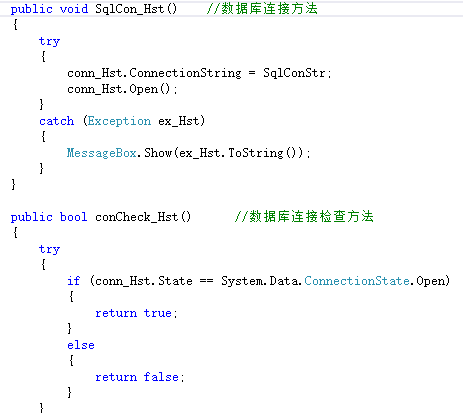 public void SqlCon_Hst()    //数据库连接方法
{
    try
    {
        conn_Hst.ConnectionString = SqlConStr;
        conn_Hst.Open();
    }
    catch (Exception ex_Hst)
    {
        MessageBox.Show(ex_Hst.ToString());
    }
}
public bool conCheck_Hst()      //数据库连接检查方法
{
    try
    {
        if (conn_Hst.State == System.Data.ConnectionState.Open)
        {
            return true;
        }
        else
        {
            return false;
        }
    }